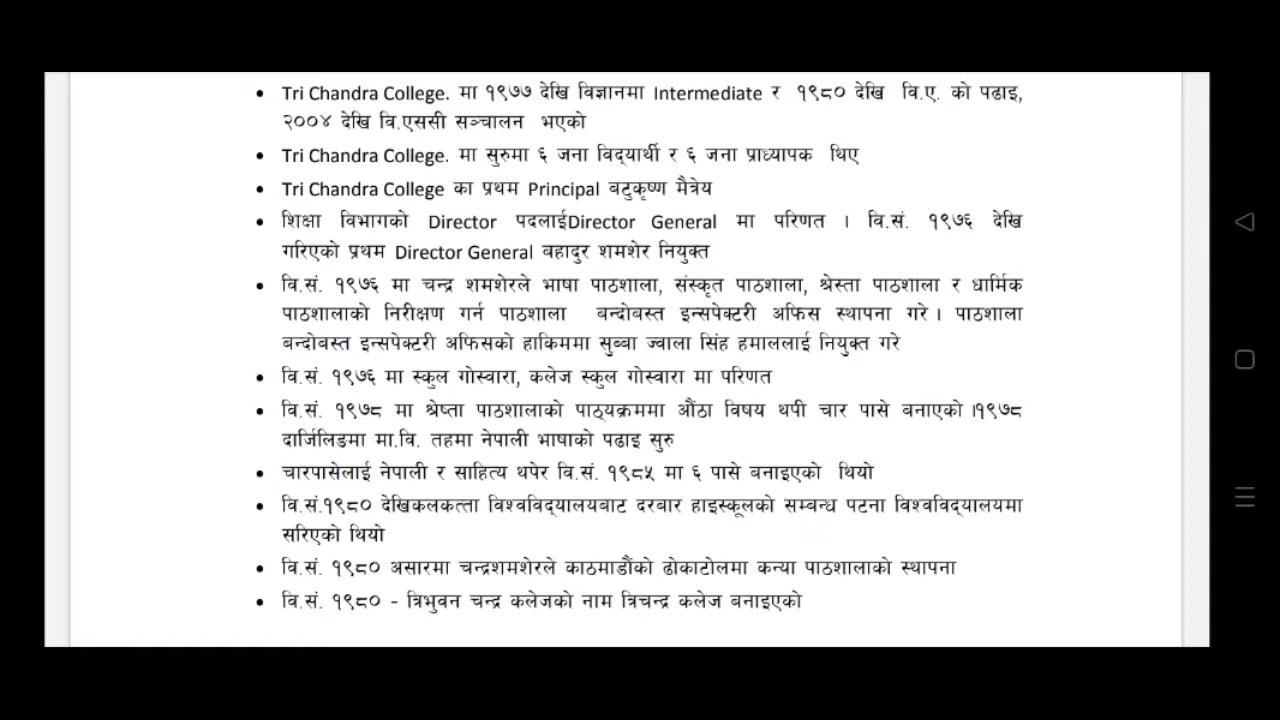 • Tri Chandra College. मा १९७७ देखि विज्ञानमा Intermediate र १९८० देखि वि.ए. को पढाइ,
२००४ देखि वि.एससी सञ्चालन भएको
• Tri Chandra College. मा सुरुमा ६ जना विद्यार्थी र ६ जना प्राध्यापक थिए
• Tri Chandra College का प्रथम Principal बटुकृष्ण मैत्रेय
• शिक्षा विभागको Director पदलाईDirector General मा परिणत । वि.सं. १९७६ देखि
गरिएको प्रथम Director General बहादुर शमशेर नियुक्त
• वि.सं. १९७६ मा चन्द्र शमशेरले भाषा पाठशाला, संस्कृत पाठशाला, श्रेस्ता पाठशाला र धार्मिक
पाठशालाको निरीक्षण गर्न पाठशाला बन्दोबस्त इन्सपेक्टरी अफिस स्थापना गरे । पाठशाला
बन्दोबस्त इन्सपेक्टरी अफिसको हाकिममा सुब्बा ज्वाला सिंह हमाललाई नियुक्त गरे
• वि.सं. १९७६ मा स्कुल गोस्वारा, कलेज स्कुल गोस्वारा मा परिणत
• वि.सं. १९७८ मा श्रेष्ता पाठशालाको पाठ्यक्रममा औंठा विषय थपी चार पासे बनाएको ।१९७८
दार्जिलिङमा मा.वि. तहमा नेपाली भाषाको पढाइ सुरु
• चारपासेलाई नेपाली र साहित्य थपेर वि.सं. १९८५ मा ६ पासे बनाइएको थियो
• वि.सं.१९८० देखिकलकत्ता विश्वविद्यालयबाट दरबार हाइस्कूलको सम्बन्ध पटना विश्वविद्यालयमा
सरिएको थियो
• वि.सं. १९८० असारमा चन्द्रशमशेरले काठमाडौंको ढोकाटोलमा कन्या पाठशालाको स्थापना
• वि.सं. १९८० - त्रिभुवन चन्द्र कलेजको नाम त्रिचन्द्र कलेज बनाइएको